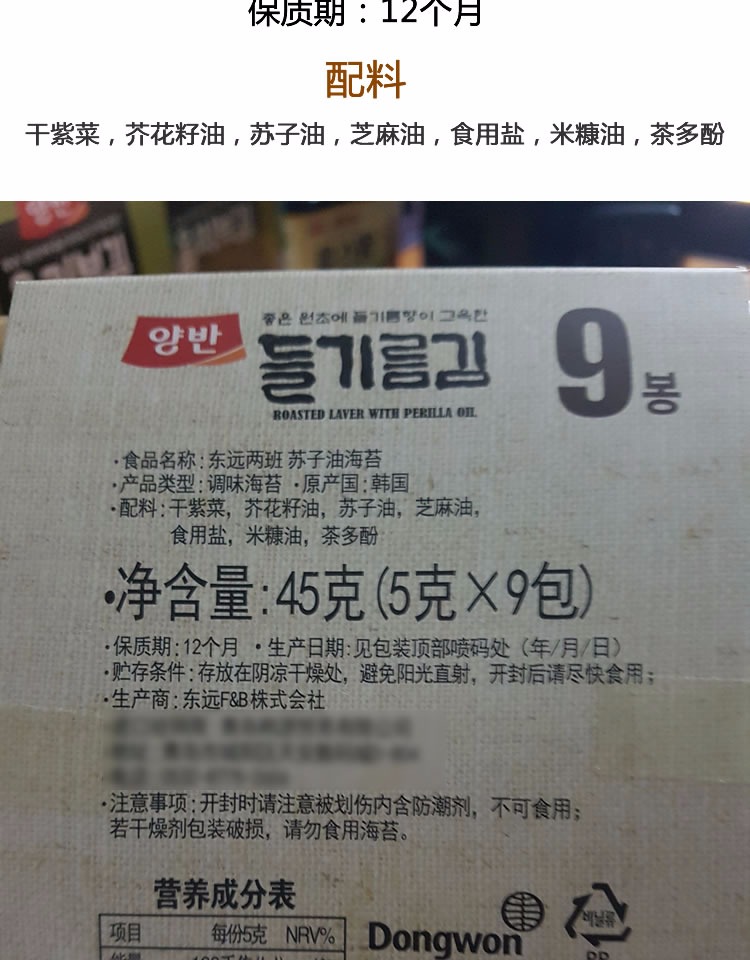 保质期：12个月
配料
干紫菜，芥花籽油，苏子油，芝麻油，食用盐，米糠油，茶多酚
양반
양반
좋은 원초에 들기름향이 고욱한
들기름김
ROASTED LAVER WITH PERILLA OIL
9봉
·食品名称:东远两班 苏子油海苔
·产品类型:调味海苔 ·原产国:韩国
·配料:干紫菜，芥花籽油，苏子油，芝麻油，
食用盐，米糠油，茶多酚
·净含量:45克(5克×9包)
·保质期:12个月 ·生产日期:见包装顶部喷码处（年/月/日）
·贮存条件:存放在阴凉干燥处，避免阳光直射，开封后请尽快食用；
·生产商:东远F&B株式会社
·注意事项:开封时请注意被划伤内含防潮剂，不可食用；
若干燥剂包装破损，请勿食用海苔。
营养成分表
项目 每份5克 NRV%
Dongwon